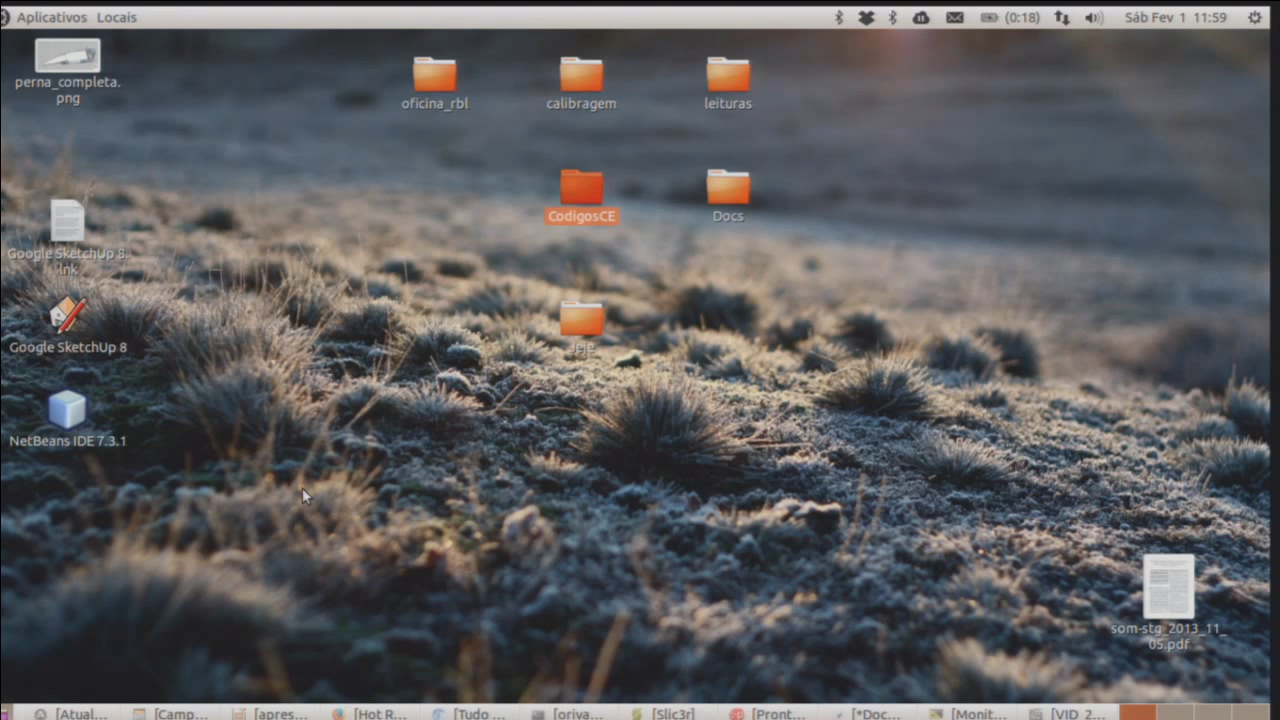 Aplicativos Locais
(0:18) Sáb Fev 1 11:59
perna_completa.
png
oficina_rbl
calibragem
leituras
CodigosCE
Docs
Google SketchUp 8.
lnk
Jeje
Google SketchUp 8
NetBeans IDE 7.3.1
som-stg_2013_11_
05.pdf
[Atual... [Camp... [apres... [Hot R... [Tudo ... [oriva... [Slic3r] [Pront... [*Doc... [Monit... [VID_2...